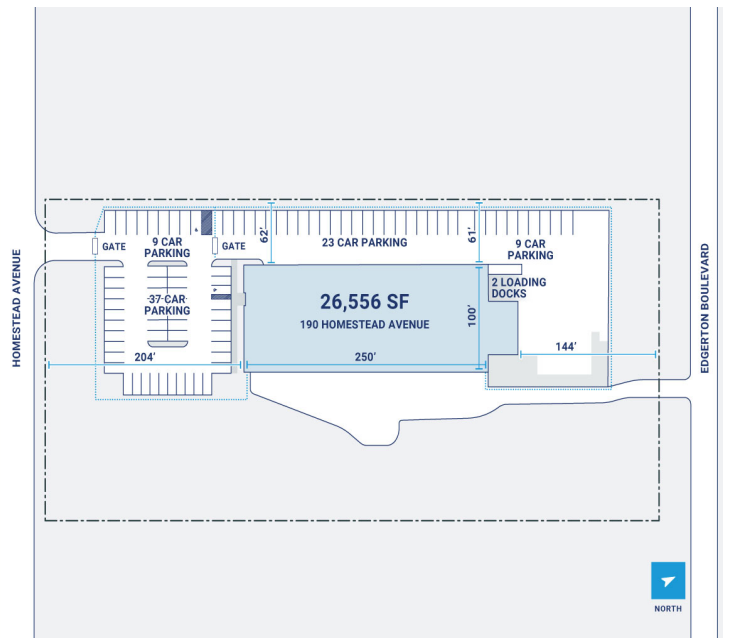 9 CAR
PARKING
GATE
GATE
62'
23 CAR PARKING
61'
9 CAR
PARKING
HOMESTEAD AVENUE
37 CAR
PARKING
26,556 SF
190 HOMESTEAD AVENUE
100'
2 LOADING
DOCKS
EDGERTON BOULEVARD
204'
250'
144'
NORTH